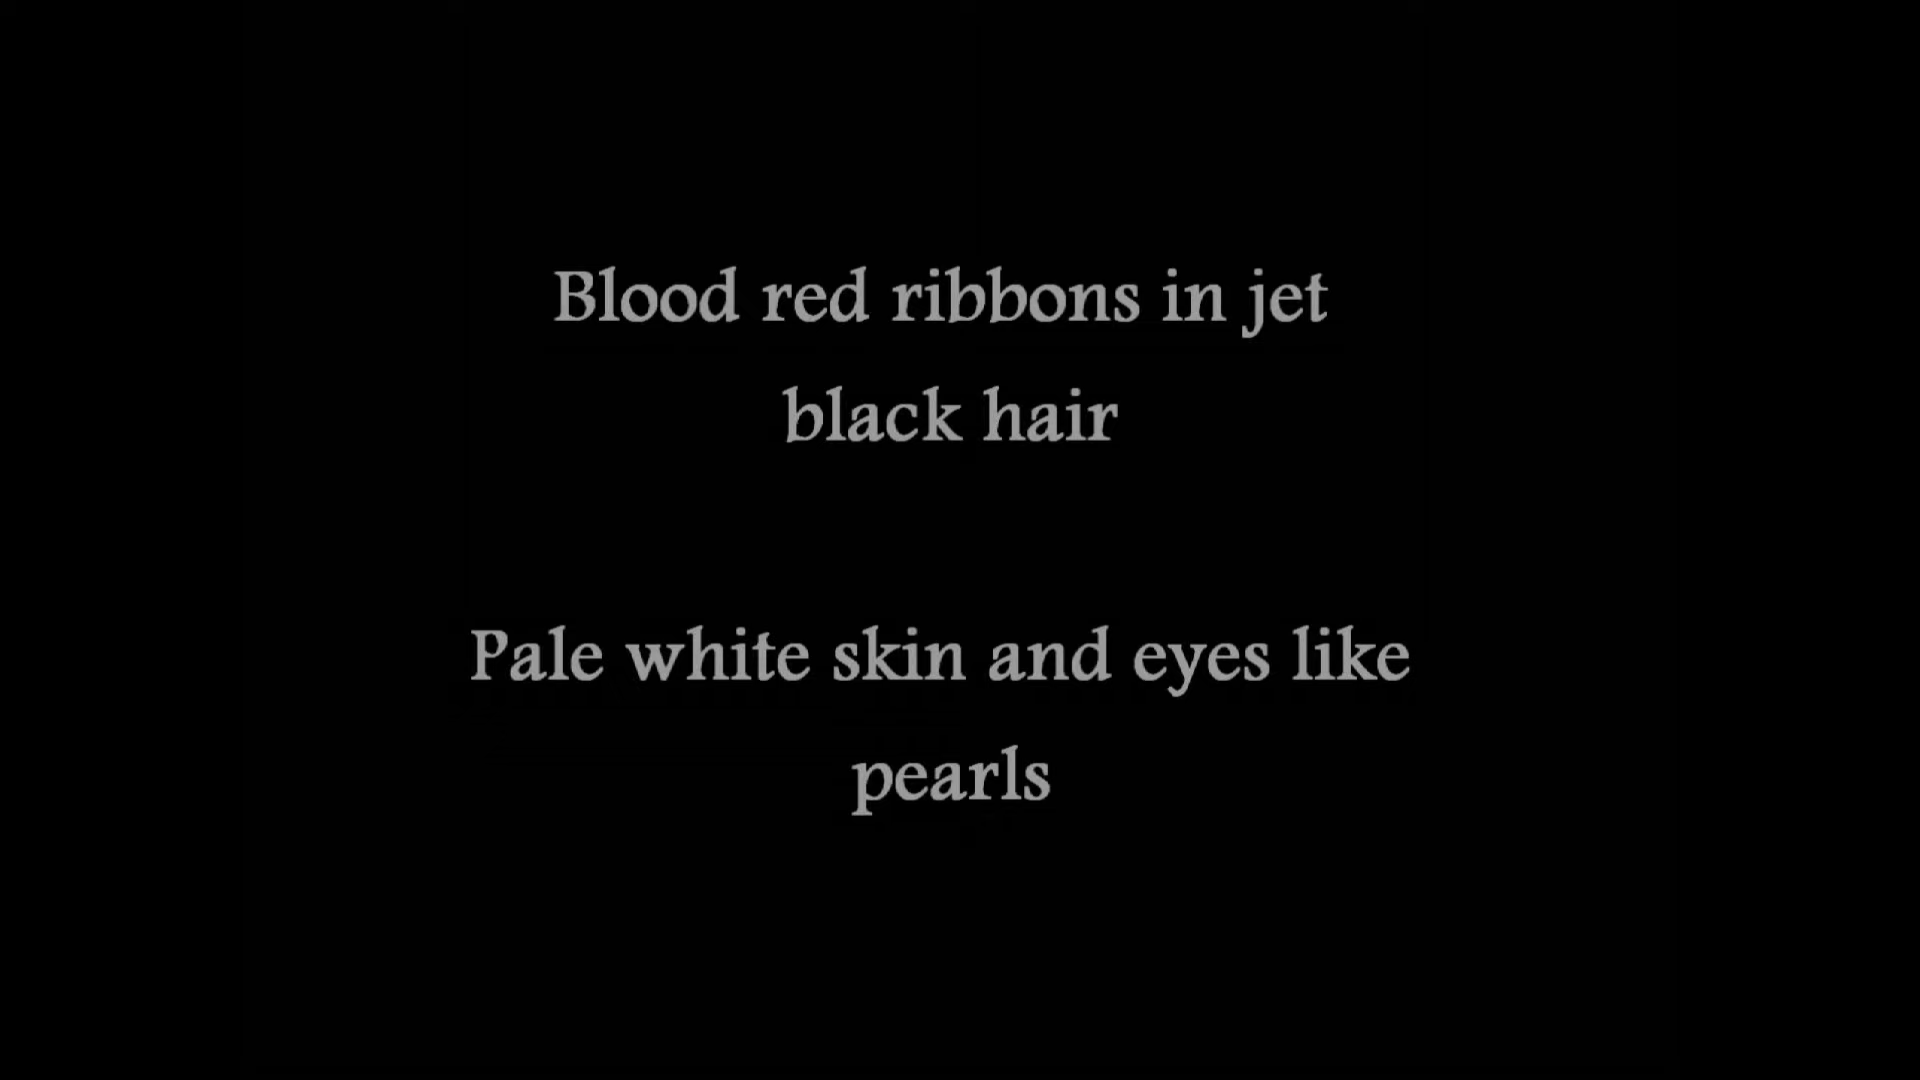 Blood red ribbons in jet
black hair
Pale white skin and eyes like
pearls